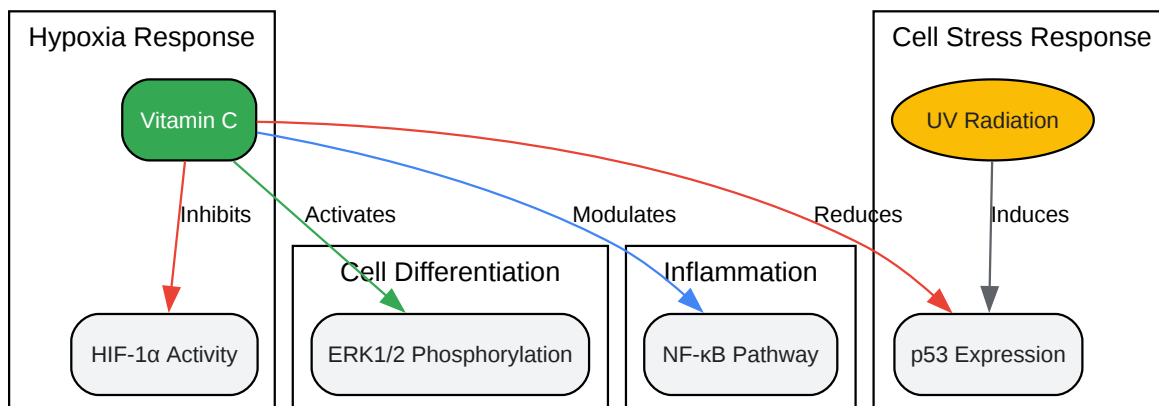 Hypoxia Response
Cell Stress Response
Vitamin C
UV Radiation
Inhibits
Activates
Modulates
Reduces
Induces
Cell Differentiation
Inflammation
HIF-1α Activity
ERK1/2 Phosphorylation
NF-κB Pathway
p53 Expression